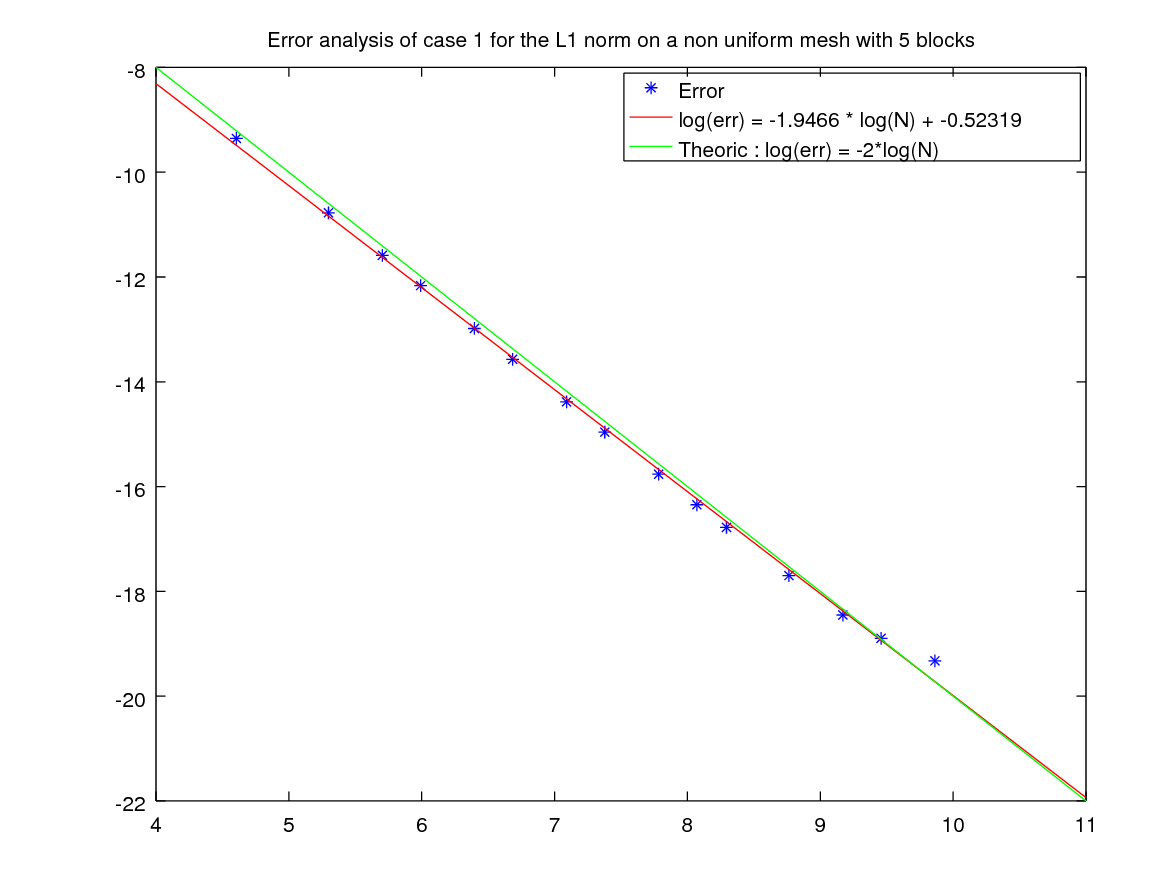 Error analysis of case 1 for the L1 norm on a non uniform mesh with 5 blocks
Error
log(err) = -1.9466 * log(N) + -0.52319
Theoric : log(err) = -2*log(N)
-8
-10
-12
-14
-16
-18
-20
-22
4 5 6 7 8 9 10 11